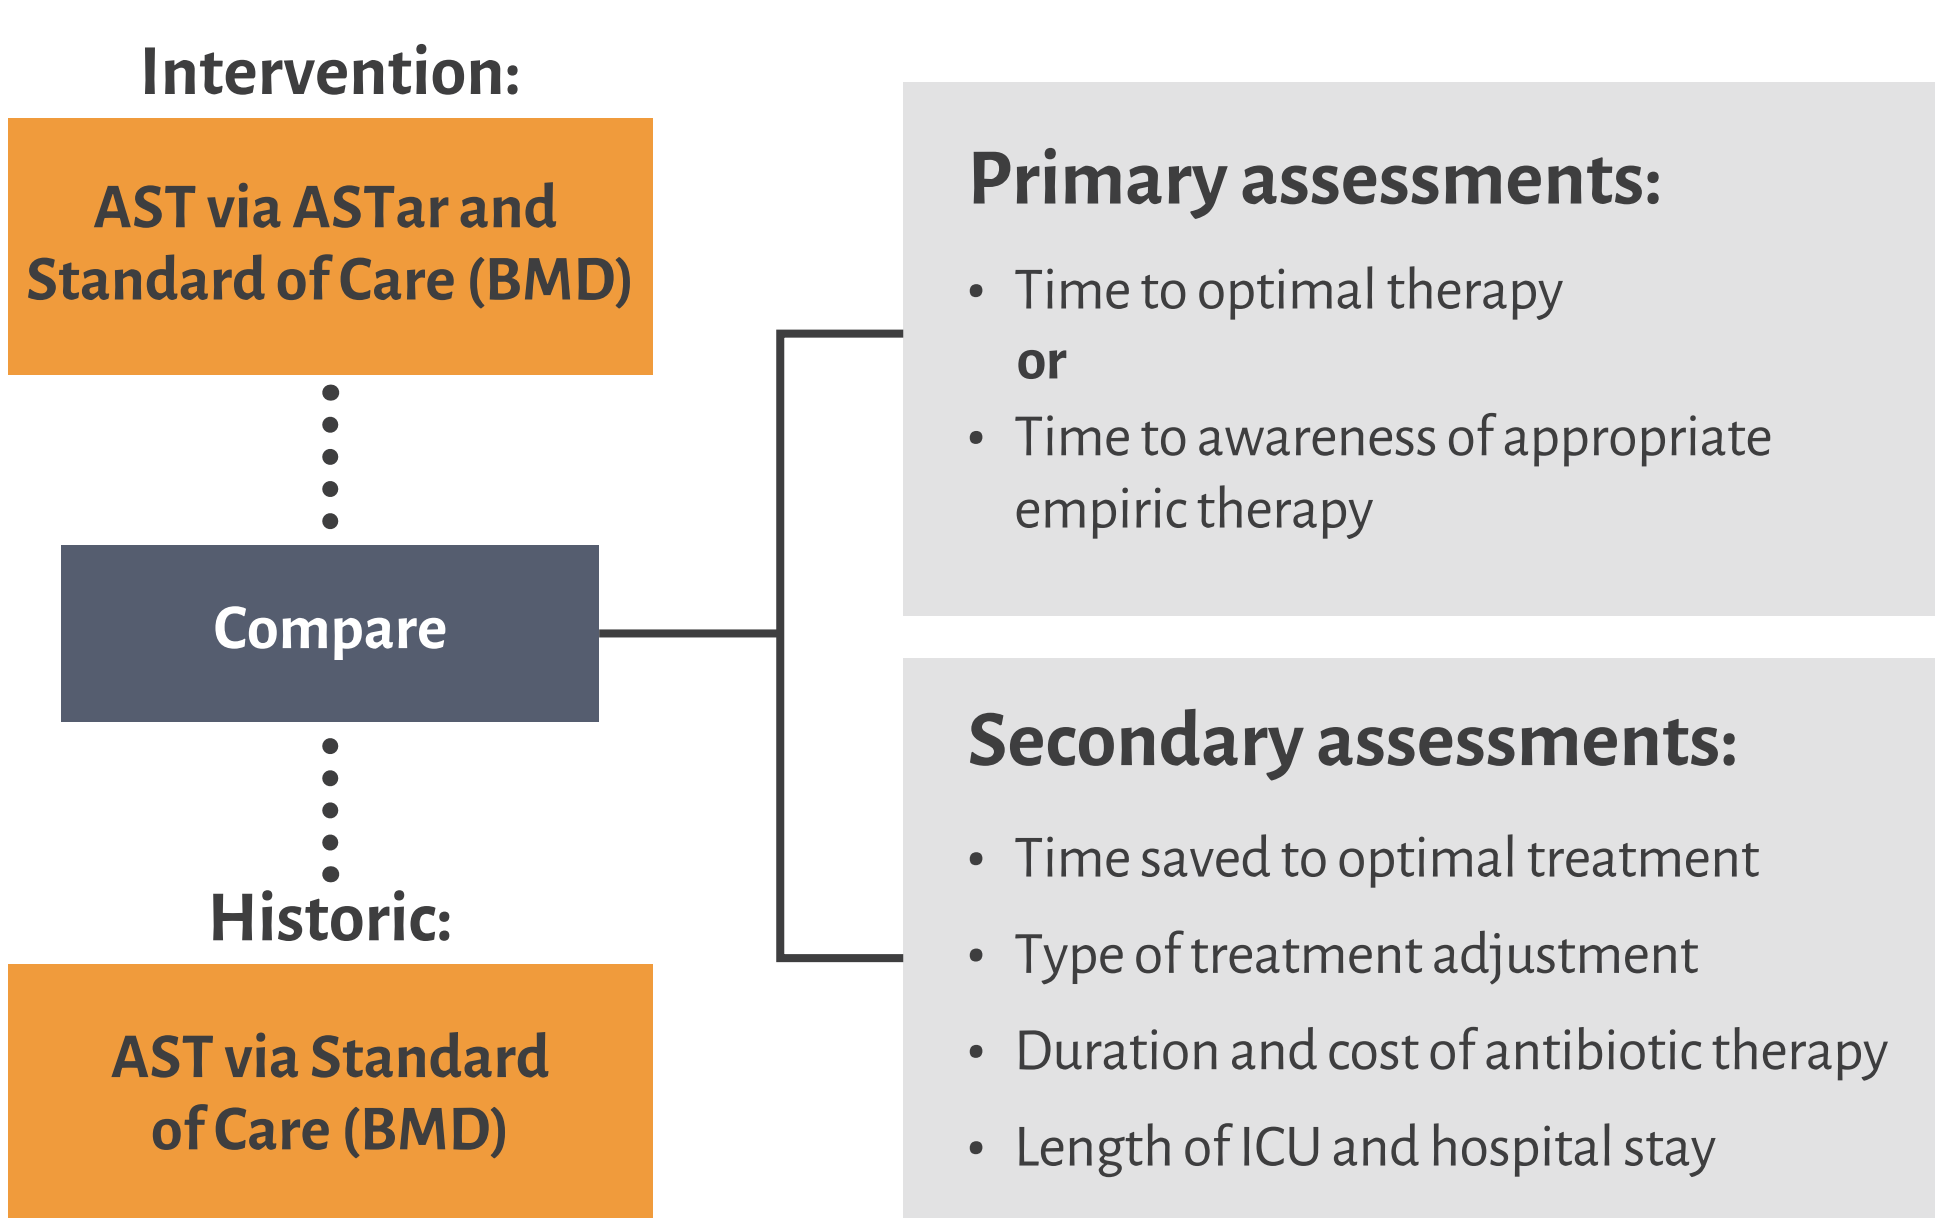 Intervention:
AST via ASTar and
Standard of Care (BMD)
Compare
Historic:
AST via Standard
of Care (BMD)
Primary assessments:
• Time to optimal therapy
or
• Time to awareness of appropriate
empiric therapy
Secondary assessments:
• Time saved to optimal treatment
• Type of treatment adjustment
• Duration and cost of antibiotic therapy
• Length of ICU and hospital stay